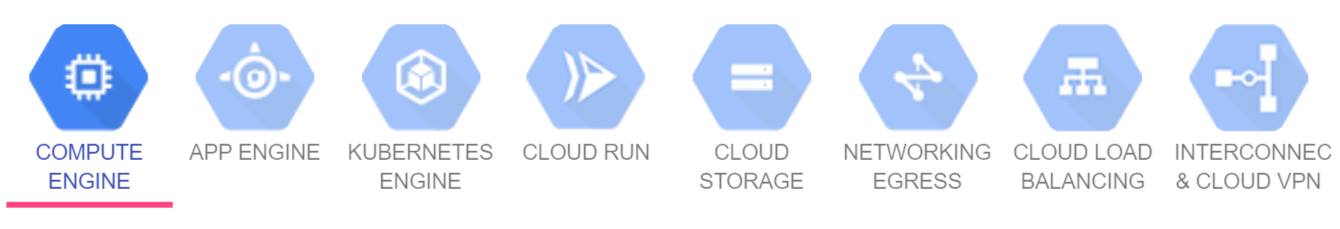 COMPUTE
ENGINE
APP ENGINE
KUBERNETES
ENGINE
CLOUD RUN
CLOUD
STORAGE
NETWORKING
EGRESS
CLOUD LOAD
BALANCING
INTERCONNEC
& CLOUD VPN